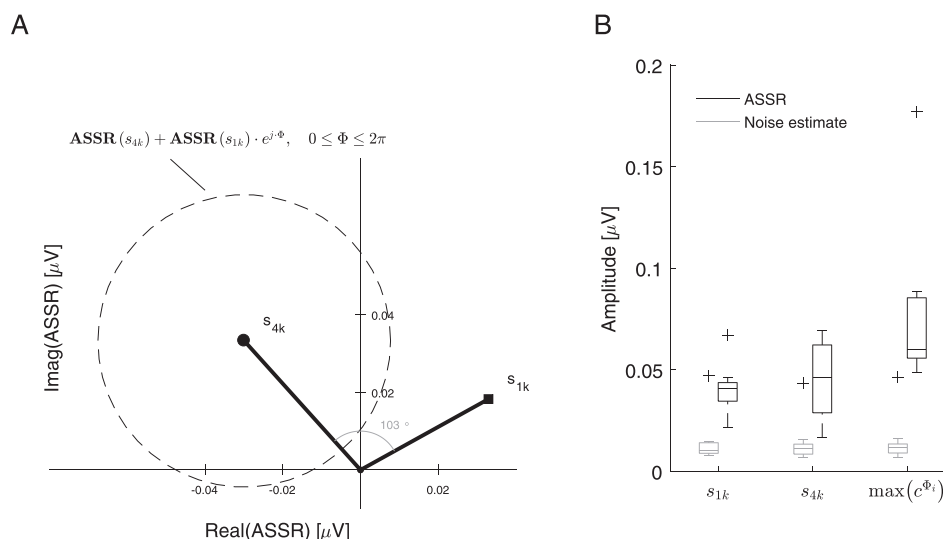 A
ASSR (s4k) + ASSR (s1k) · e^{j·Φ}, 0 ≤ Φ ≤ 2π
Imag(ASSR) [μV]
0.04
0.02
s4k
s1k
103 °
-0.04
-0.02
0.02
Real(ASSR) [μV]
B
0.2
0.15
0.1
0.05
0
Amplitude [μV]
ASSR
Noise estimate
s1k
s4k
max(c^{Φi})